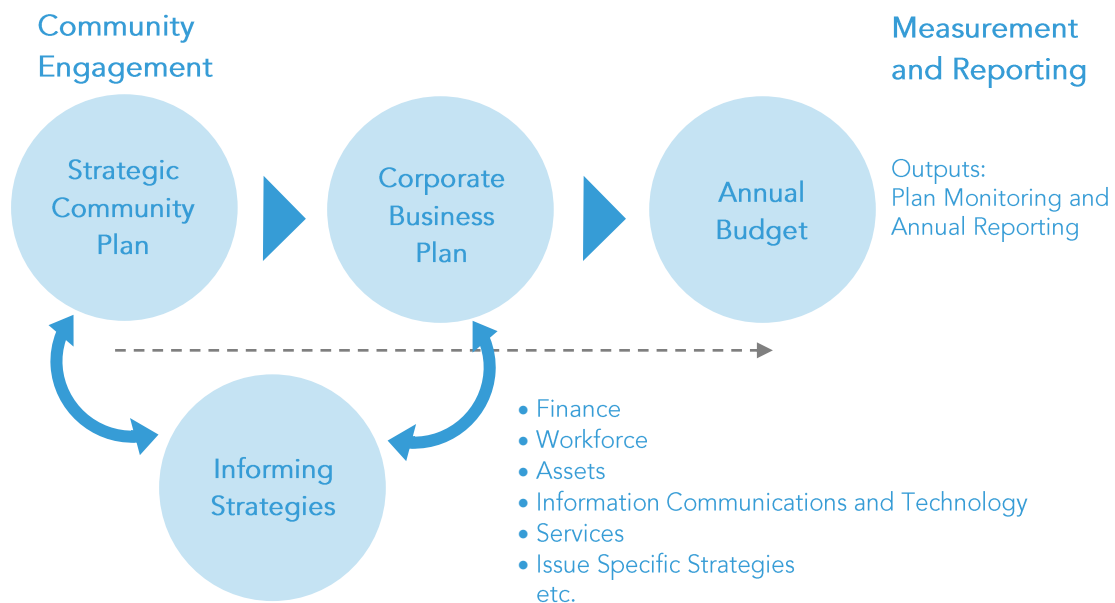 Community
Engagement
Measurement
and Reporting
Strategic
Community
Plan
Corporate
Business
Plan
Annual
Budget
Outputs:
Plan Monitoring and
Annual Reporting
Informing
Strategies
• Finance
• Workforce
• Assets
• Information Communications and Technology
• Services
• Issue Specific Strategies
etc.